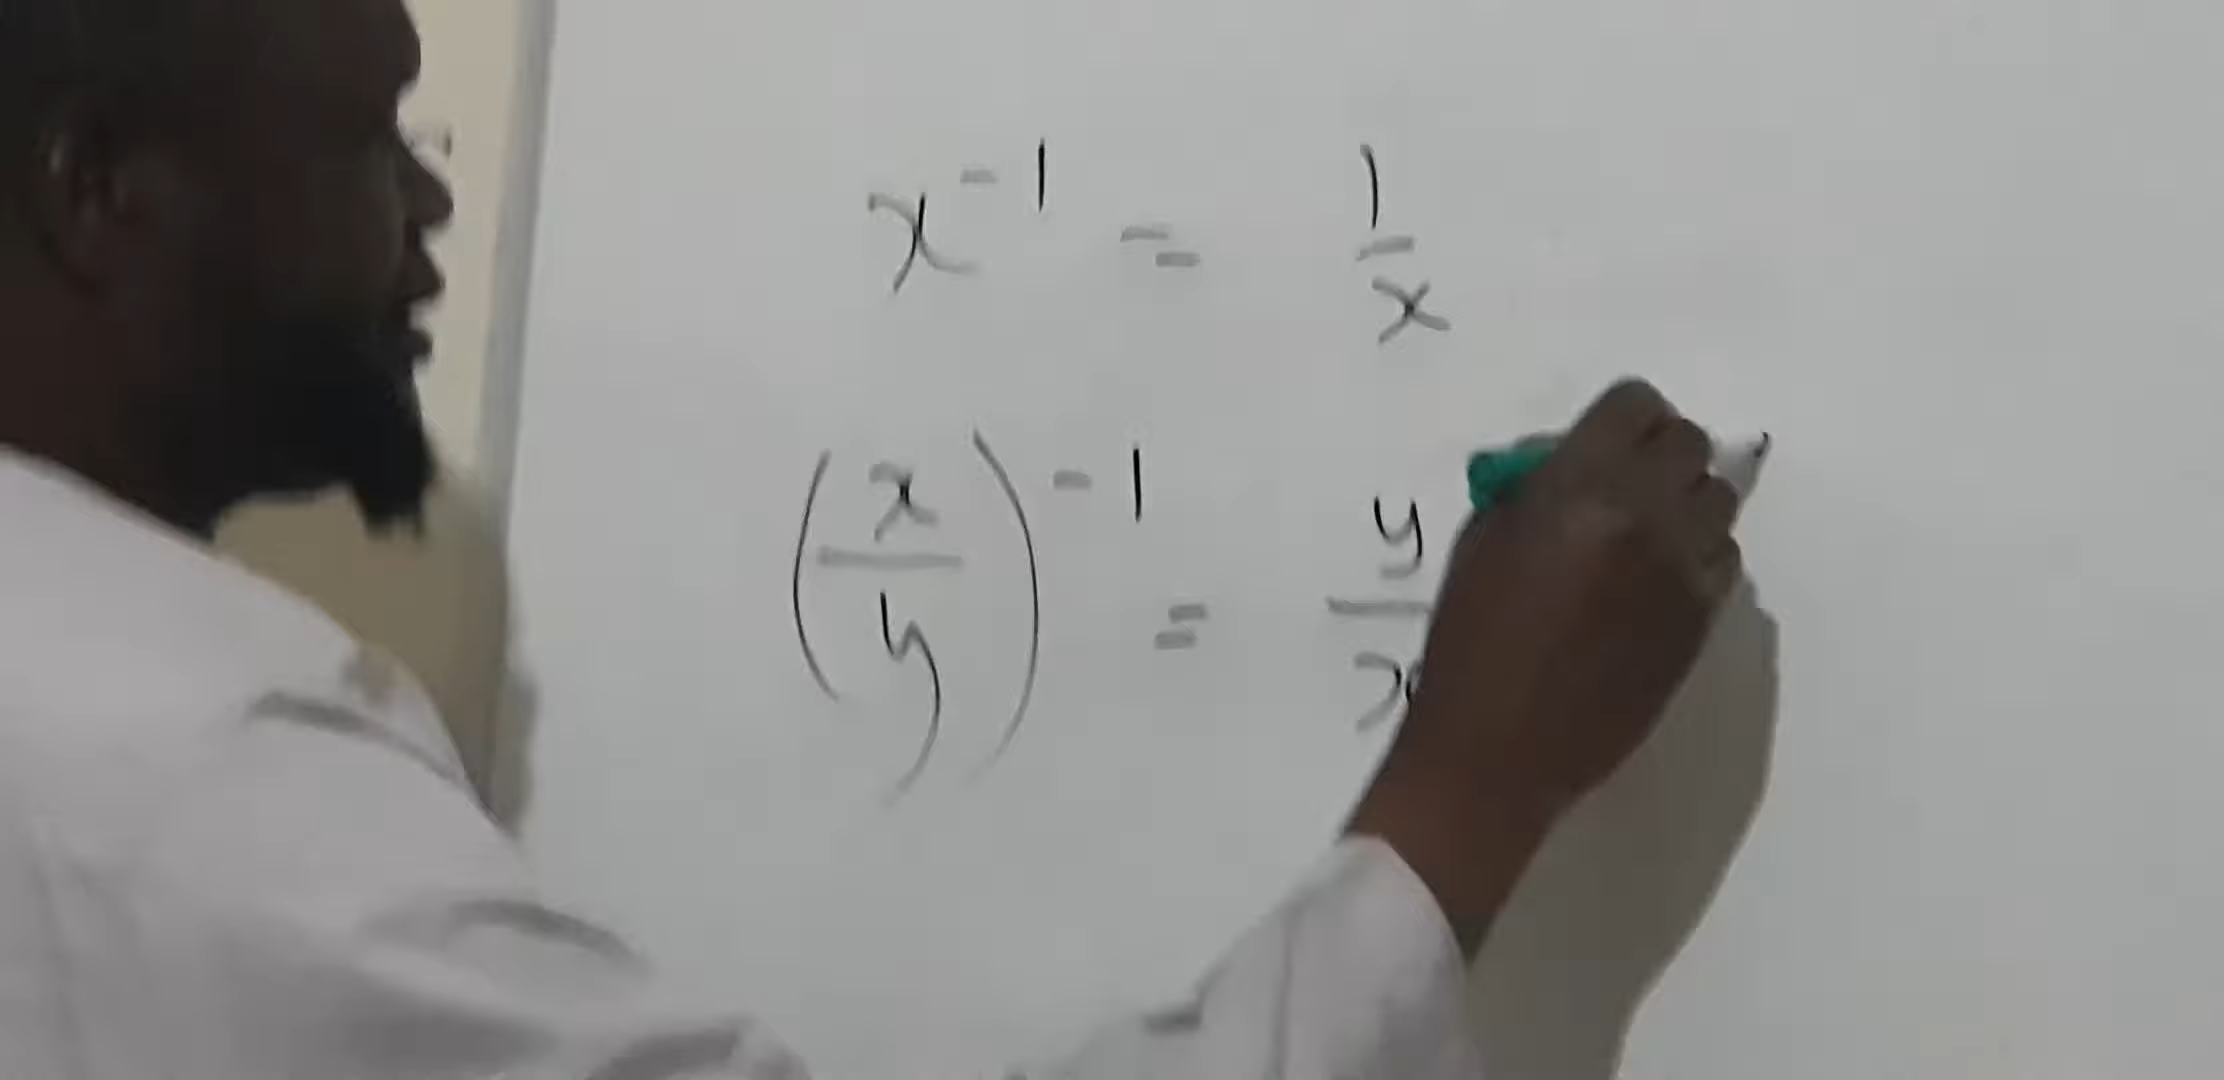 x⁻¹ = 1/x
(x/y)⁻¹ = y/x